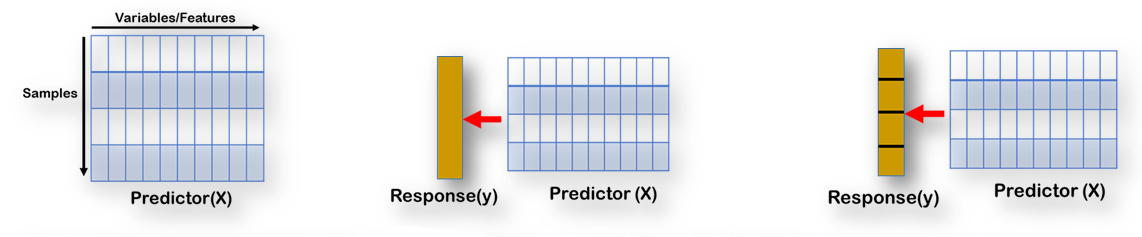 Variables/Features
Samples
Predictor(X)
Response(y)
Predictor (X)
Response(y)
Predictor (X)